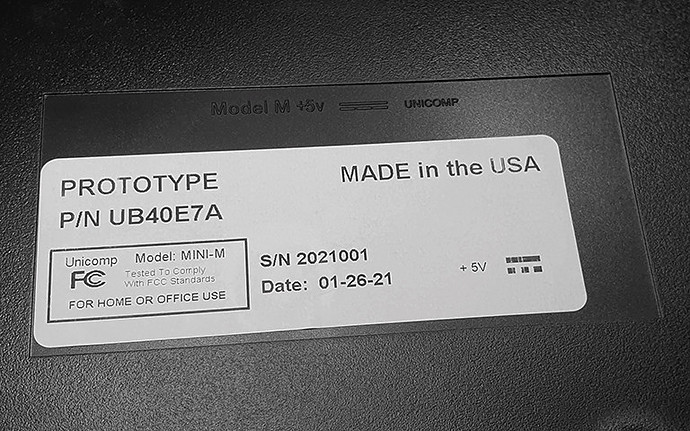 Model M +5v UNICOMP
PROTOTYPE
MADE in the USA
P/N UB40E7A
Unicomp Model: MINI-M
FC Tested To Comply
With FCC Standards
FOR HOME OR OFFICE USE
S/N 2021001
Date: 01-26-21
+ 5V